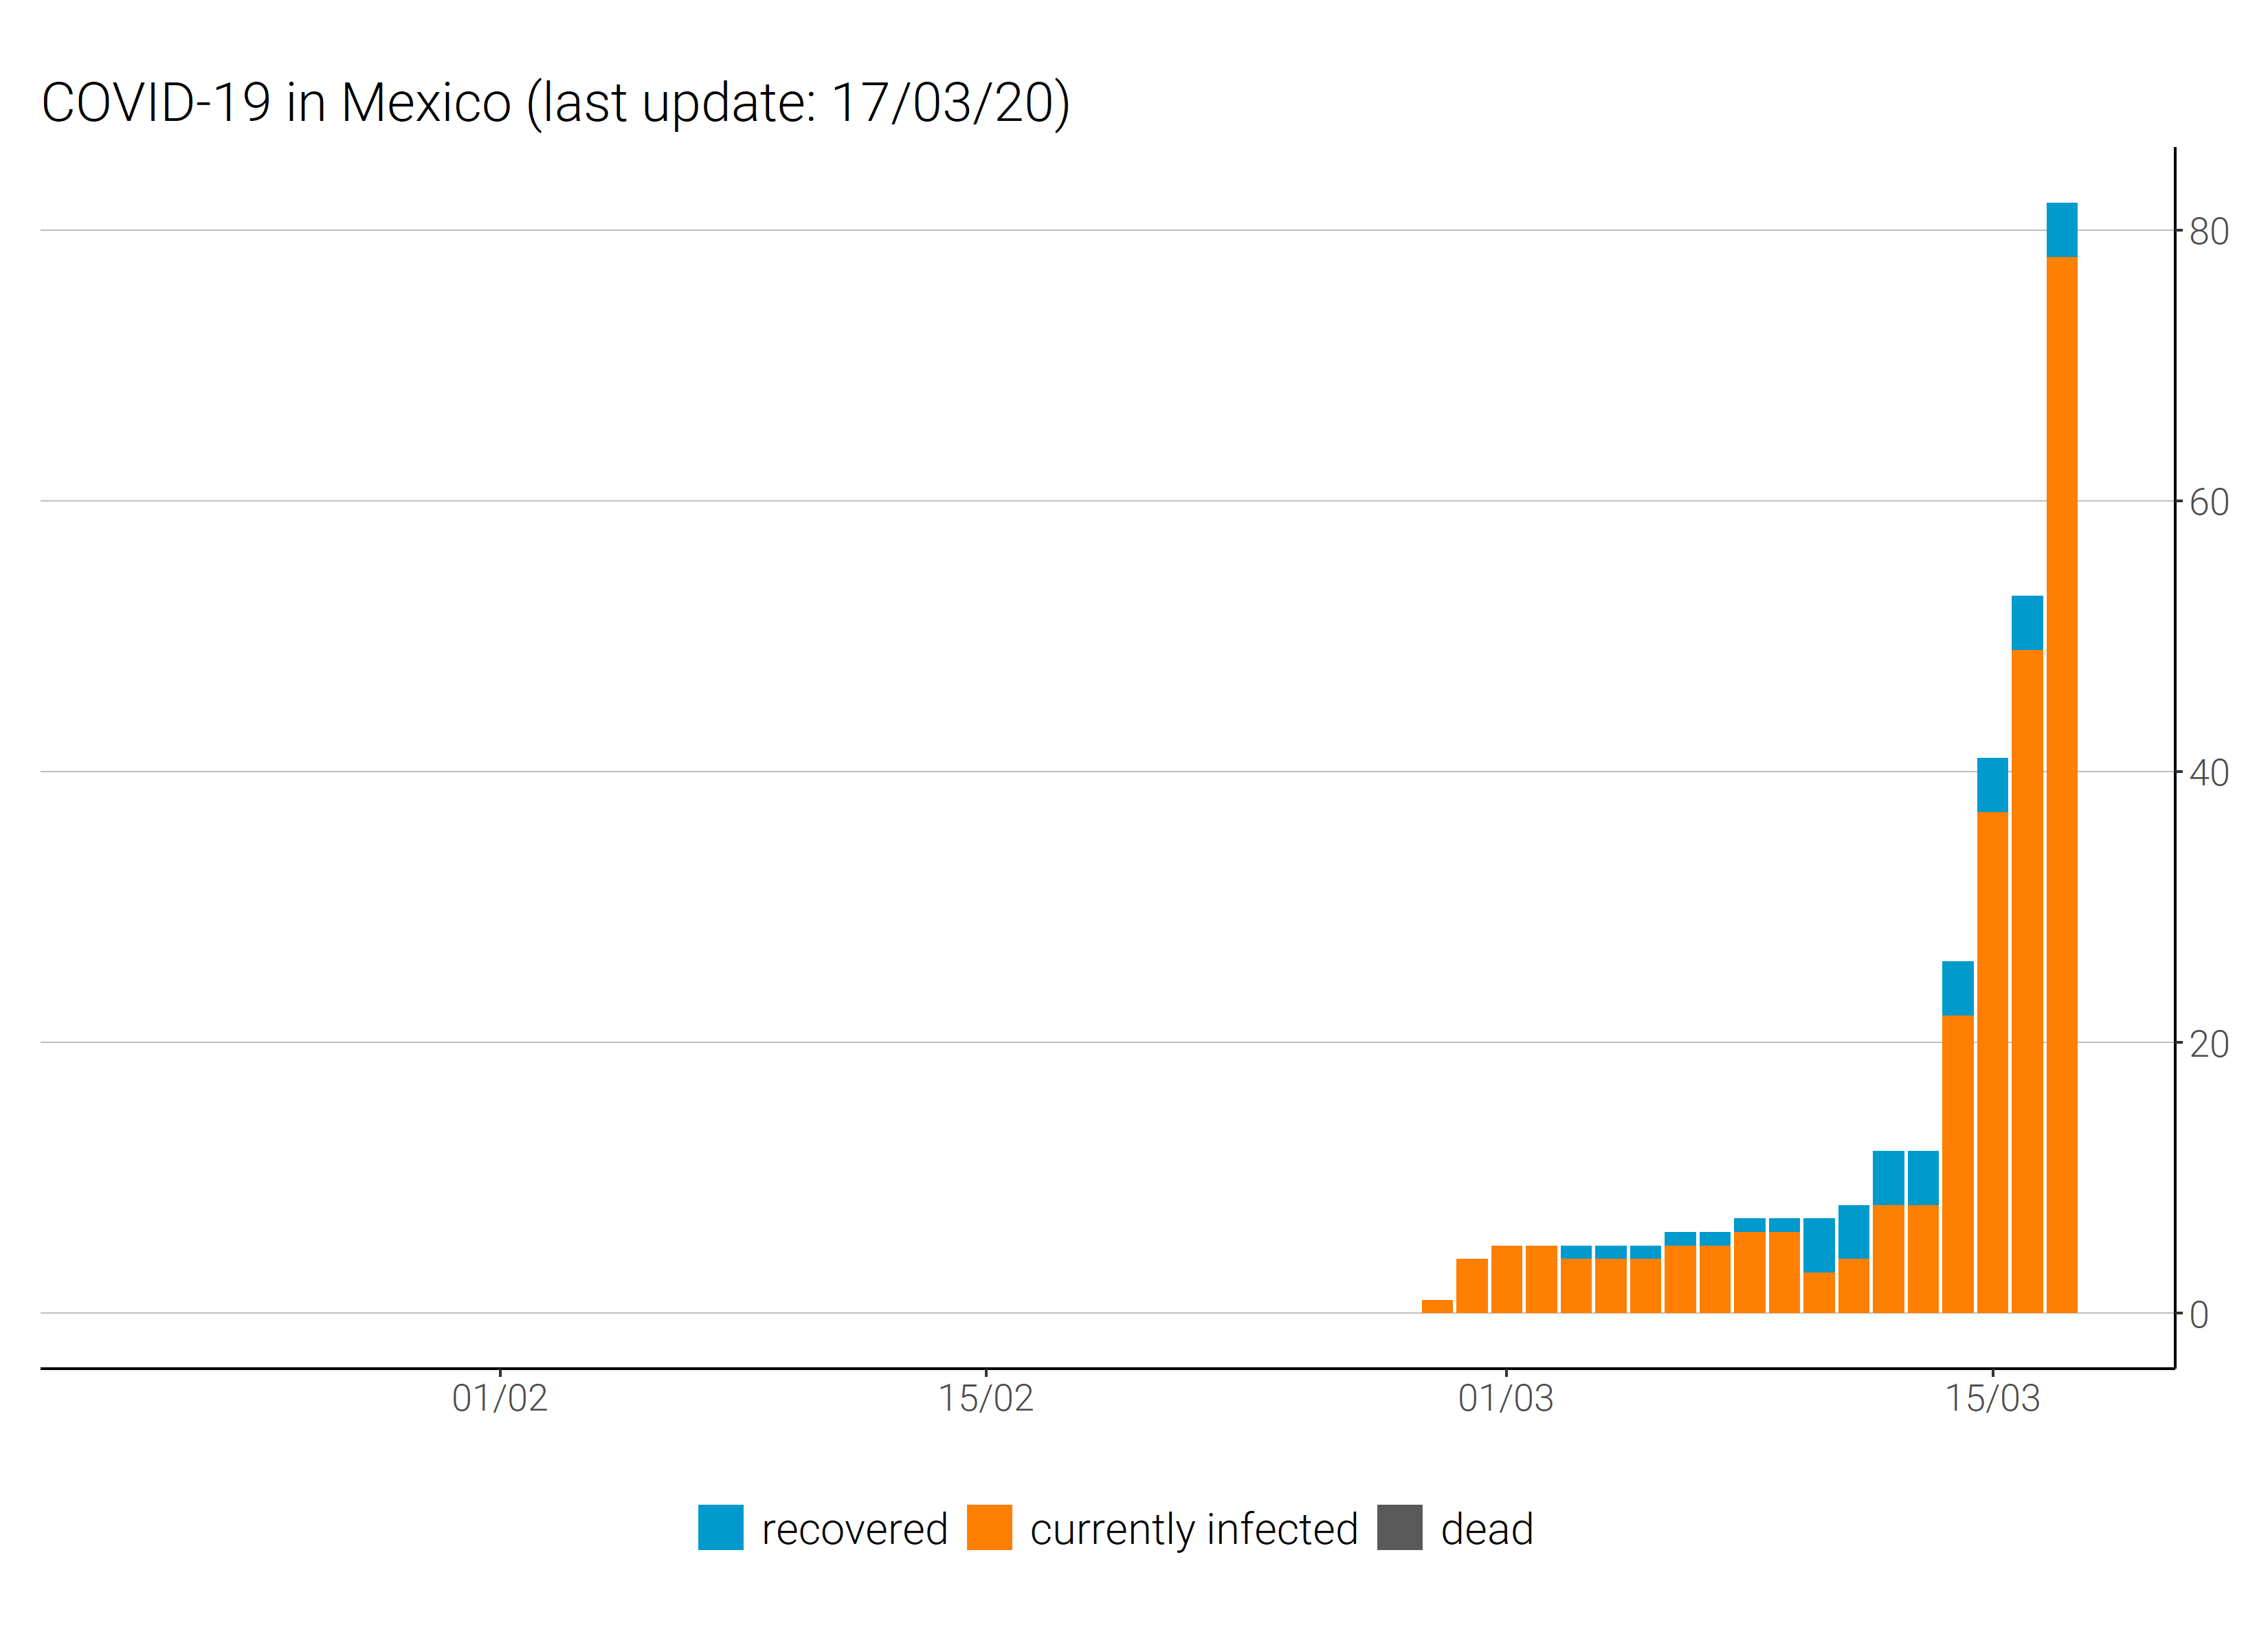 COVID-19 in Mexico (last update: 17/03/20)
80
60
40
20
0
01/02 15/02 01/03 15/03
recovered currently infected dead